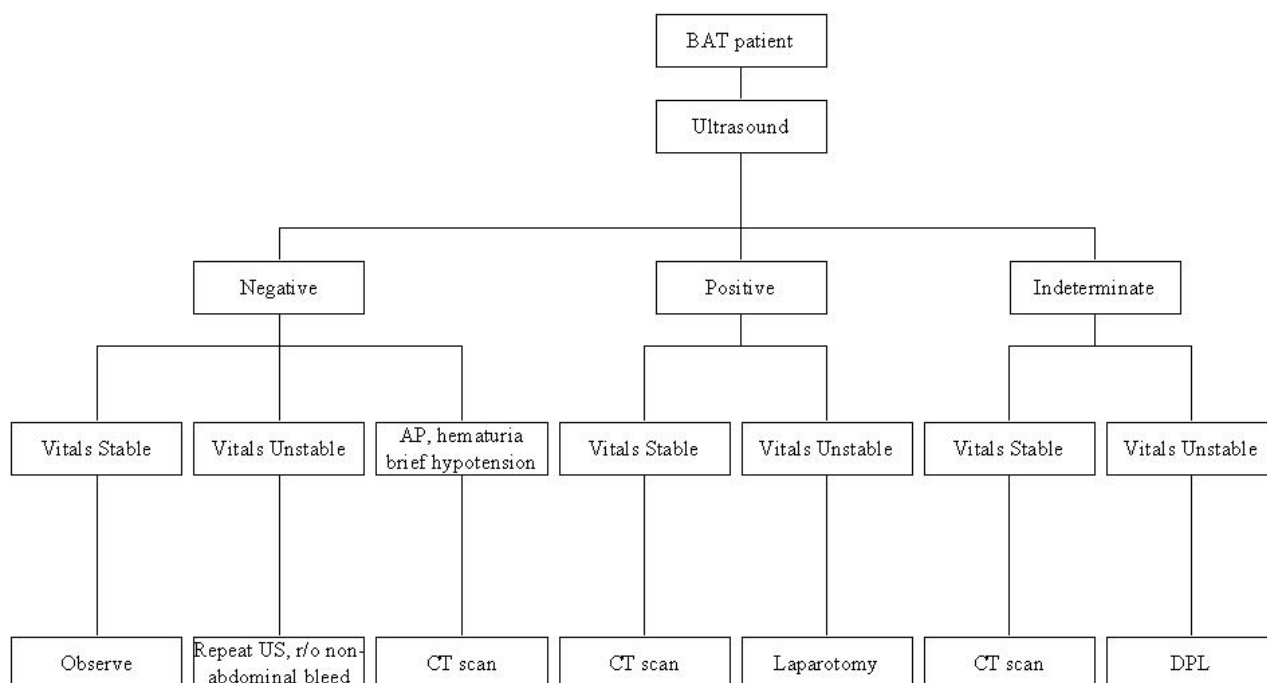 BAT patient
Ultrasound
Negative
Positive
Indeterminate
Vitals Stable
Vitals Unstable
AP, hematuria
brief hypotension
Vitals Stable
Vitals Unstable
Vitals Stable
Vitals Unstable
Observe
Repeat US, r/o non-
abdominal bleed
CT scan
CT scan
Laparotomy
CT scan
DPL